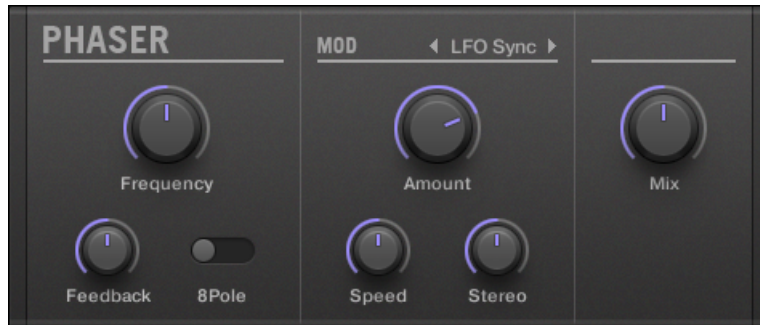 PHASER
MOD
LFO Sync
Frequency
Amount
Mix
Feedback
8Pole
Speed
Stereo